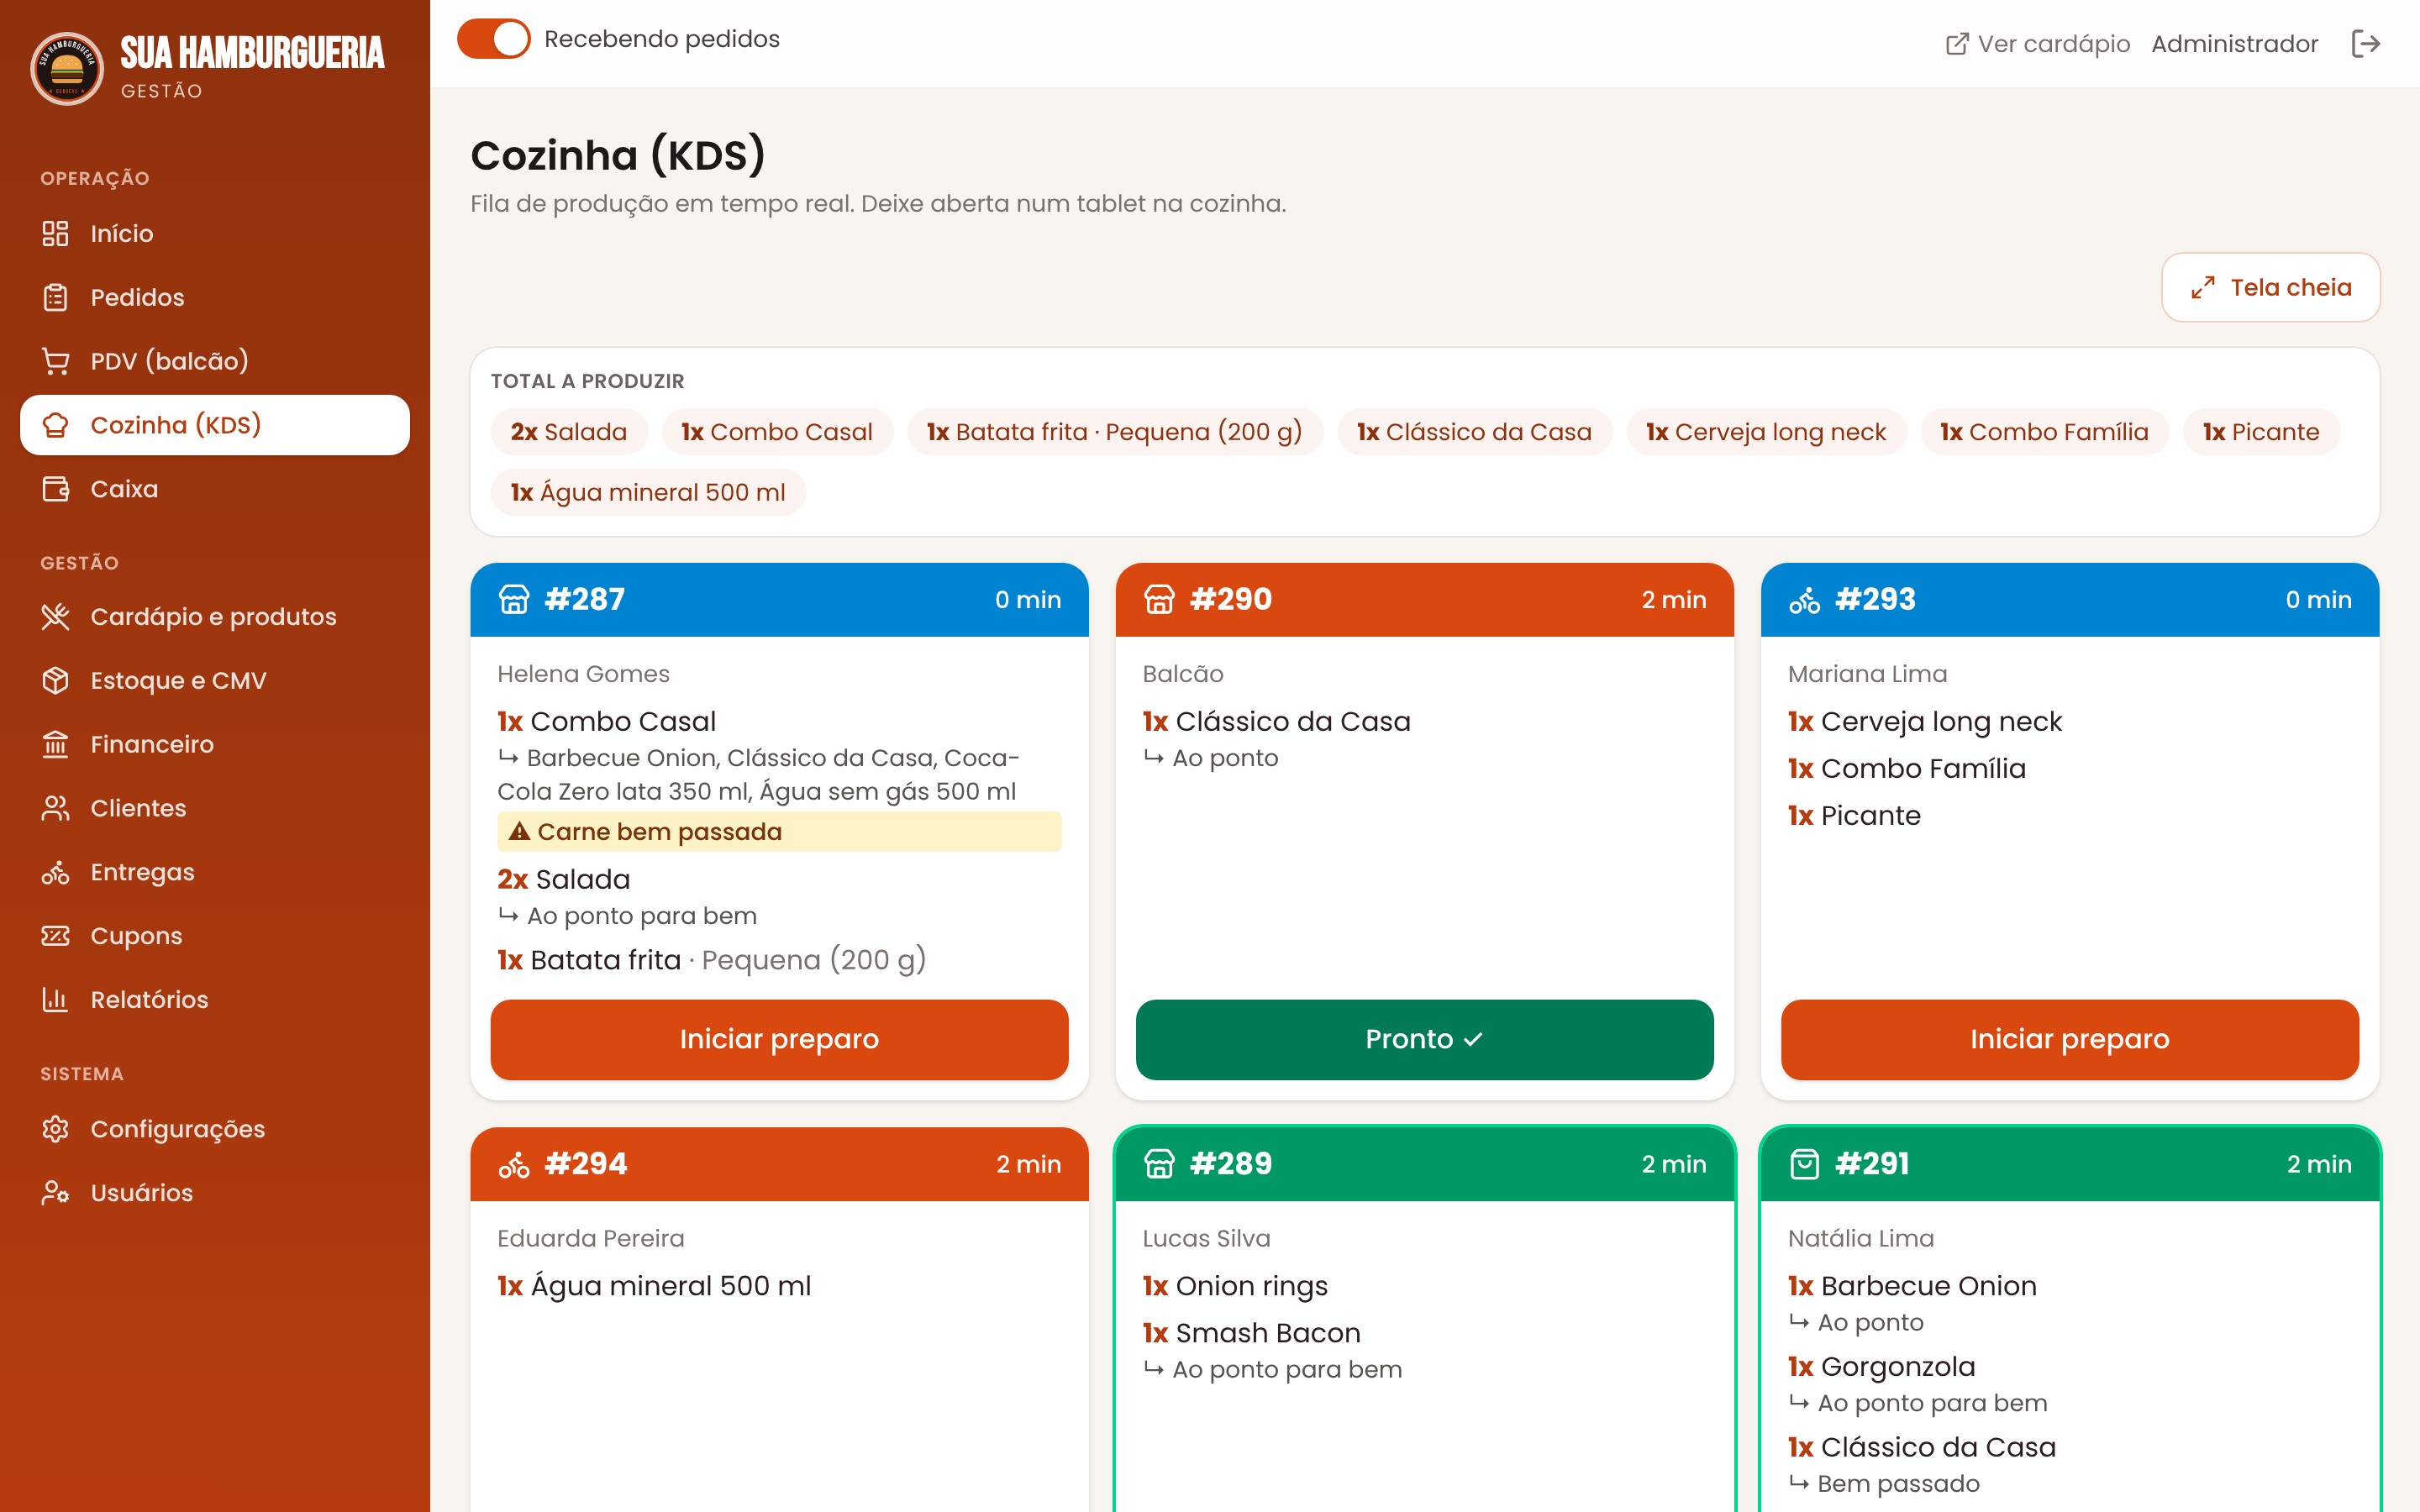 SUA HAMBURGUERIA
SUA HAMBURGUERIA
GESTÃO
OPERAÇÃO
Início
Pedidos
PDV (balcão)
Cozinha (KDS)
Caixa
GESTÃO
Cardápio e produtos
Estoque e CMV
Financeiro
Clientes
Entregas
Cupons
Relatórios
SISTEMA
Configurações
Usuários
Recebendo pedidos
Ver cardápio
Administrador
Cozinha (KDS)
Fila de produção em tempo real. Deixe aberta num tablet na cozinha.
Tela cheia
TOTAL A PRODUZIR
2x Salada
1x Combo Casal
1x Batata frita · Pequena (200 g)
1x Clássico da Casa
1x Cerveja long neck
1x Combo Família
1x Picante
1x Água mineral 500 ml
#287 0 min
Helena Gomes
1x Combo Casal
↳ Barbecue Onion, Clássico da Casa, Coca-
Cola Zero lata 350 ml, Água sem gás 500 ml
⚠ Carne bem passada
2x Salada
↳ Ao ponto para bem
1x Batata frita · Pequena (200 g)
Iniciar preparo
#290 2 min
Balcão
1x Clássico da Casa
↳ Ao ponto
Pronto ✓
#293 0 min
Mariana Lima
1x Cerveja long neck
1x Combo Família
1x Picante
Iniciar preparo
#294 2 min
Eduarda Pereira
1x Água mineral 500 ml
#289 2 min
Lucas Silva
1x Onion rings
1x Smash Bacon
↳ Ao ponto para bem
#291 2 min
Natália Lima
1x Barbecue Onion
↳ Ao ponto
1x Gorgonzola
↳ Ao ponto para bem
1x Clássico da Casa
↳ Bem passado